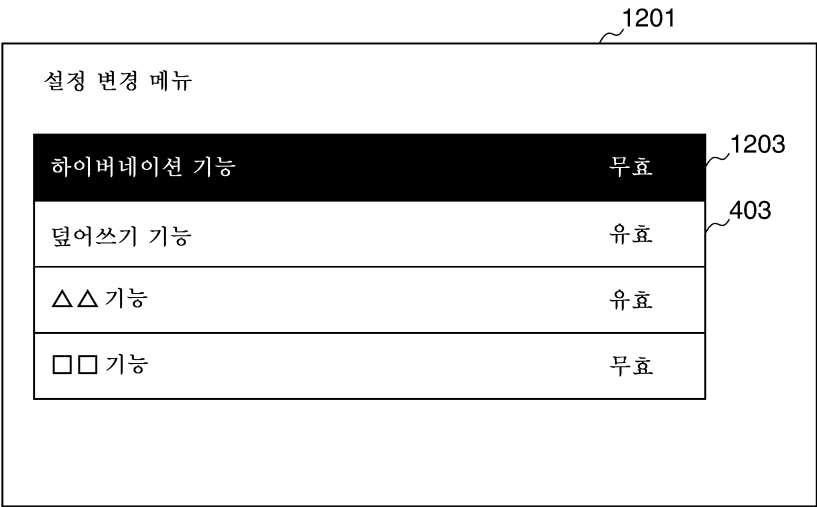 1201
설정 변경 메뉴
하이버네이션 기능 무효
1203
덮어쓰기 기능 유효
403
△△ 기능 유효
□□ 기능 무효